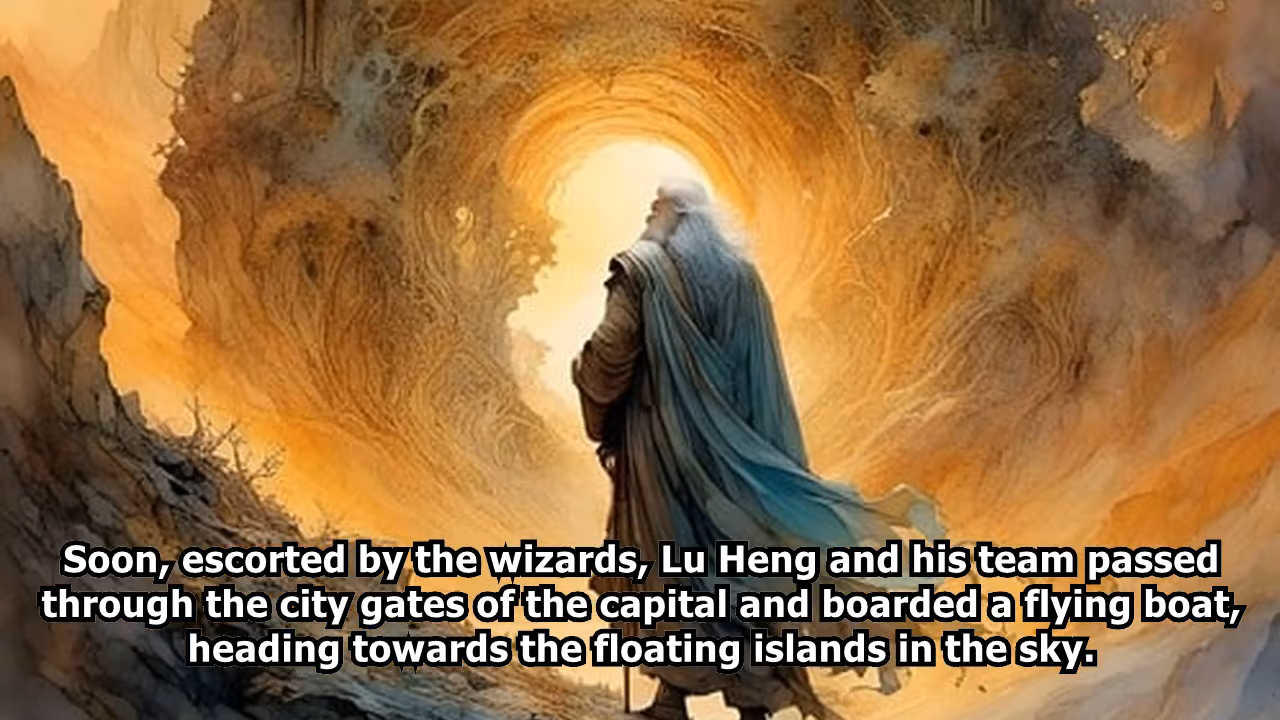 Soon, escorted by the wizards, Lu Heng and his team passed
through the city gates of the capital and boarded a flying boat,
heading towards the floating islands in the sky.